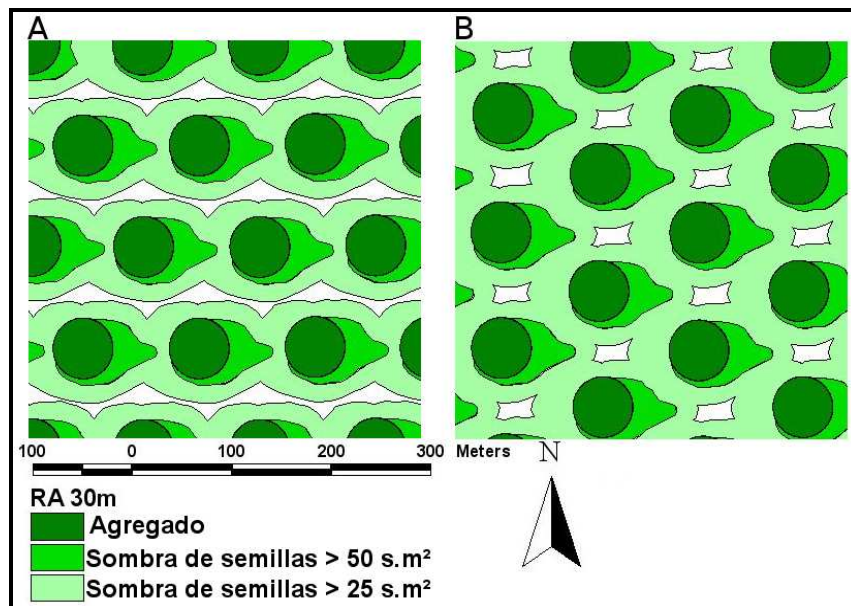 A
B
100 0 100 200 300 Meters
N
RA 30m
Agregado
Sombra de semillas > 50 s.m²
Sombra de semillas > 25 s.m²